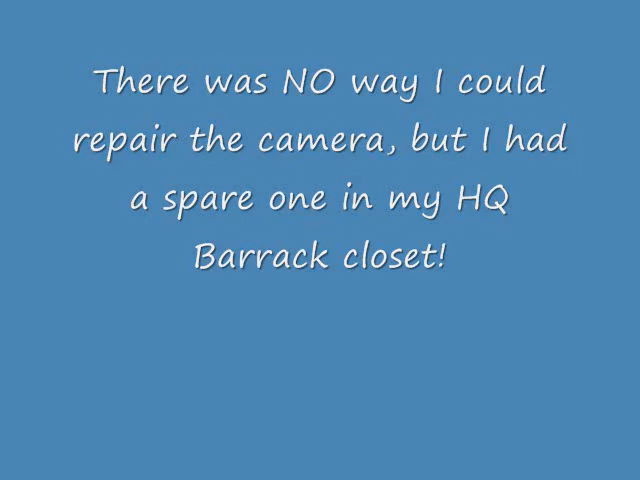 There was NO way I could
repair the camera, but I had
a spare one in my HQ
Barrack closet!